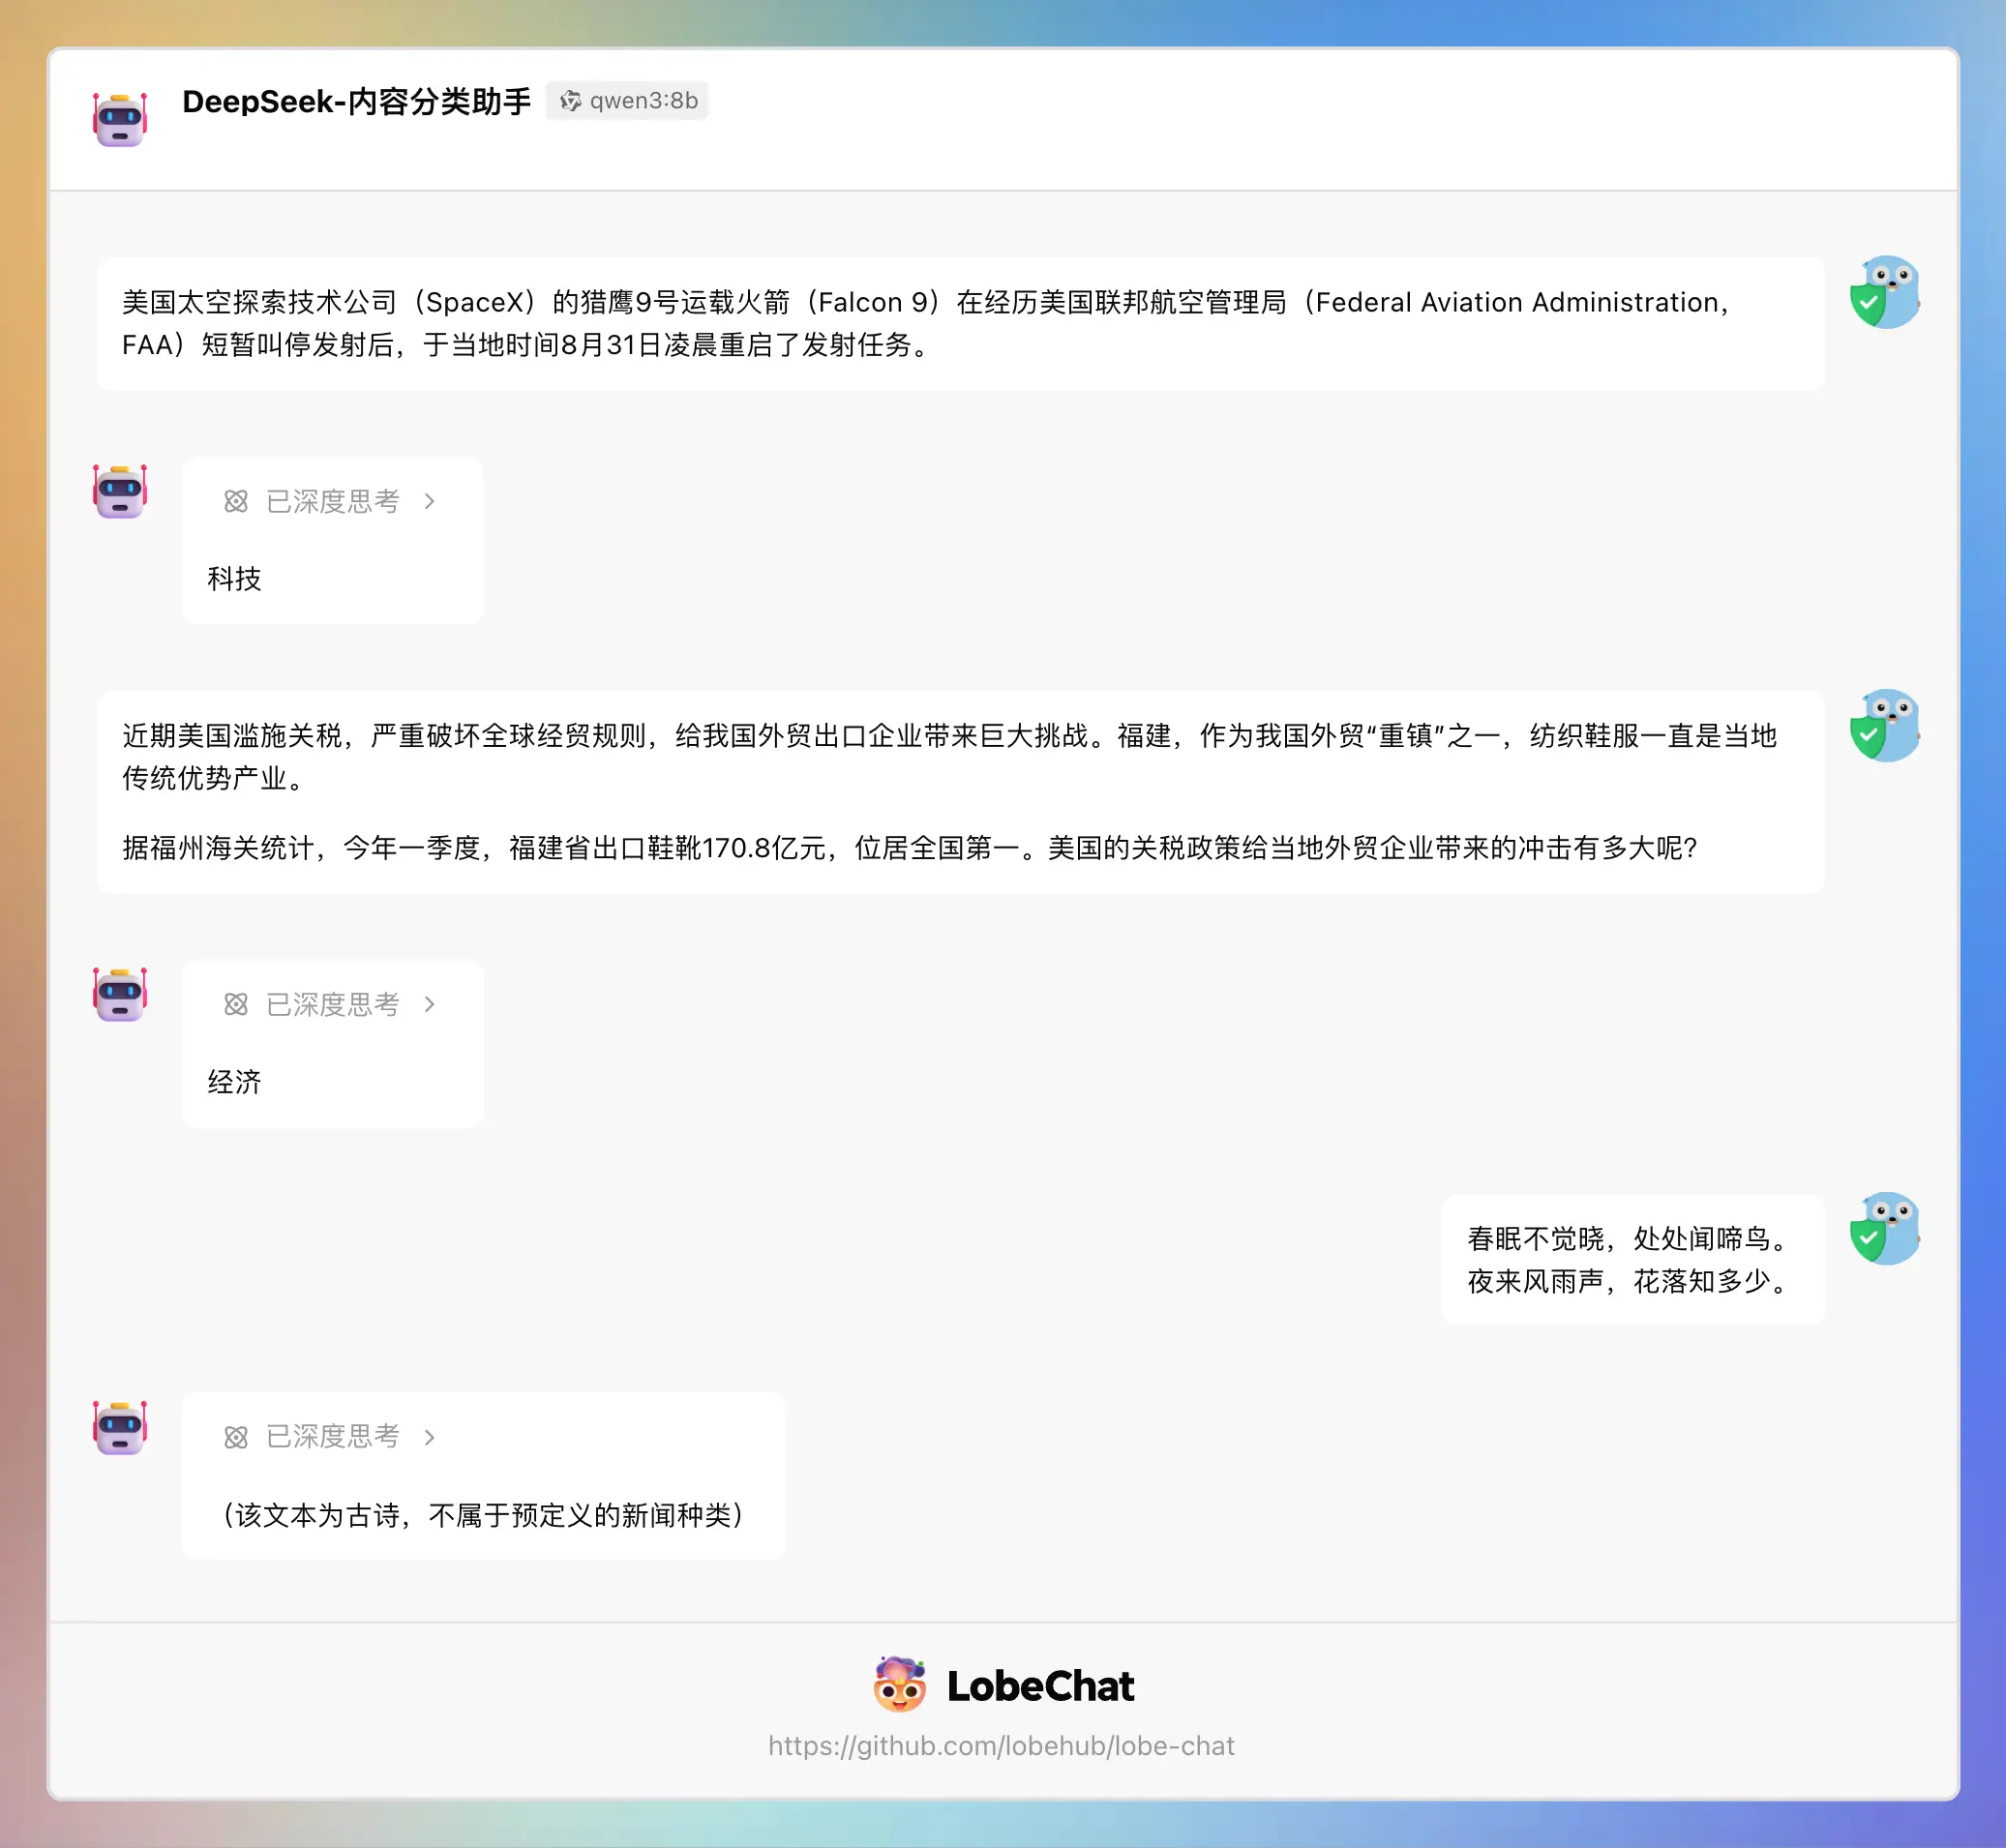 DeepSeek-内容分类助手 qwen3:8b
美国太空探索技术公司（SpaceX）的猎鹰9号运载火箭（Falcon 9）在经历美国联邦航空管理局（Federal Aviation Administration，
FAA）短暂叫停发射后，于当地时间8月31日凌晨重启了发射任务。
已深度思考
科技
近期美国滥施关税，严重破坏全球经贸规则，给我国外贸出口企业带来巨大挑战。福建，作为我国外贸“重镇”之一，纺织鞋服一直是当地
传统优势产业。
据福州海关统计，今年一季度，福建省出口鞋靴170.8亿元，位居全国第一。美国的关税政策给当地外贸企业带来的冲击有多大呢？
已深度思考
经济
春眠不觉晓，处处闻啼鸟。
夜来风雨声，花落知多少。
已深度思考
（该文本为古诗，不属于预定义的新闻种类）
LobeChat
https://github.com/lobehub/lobe-chat